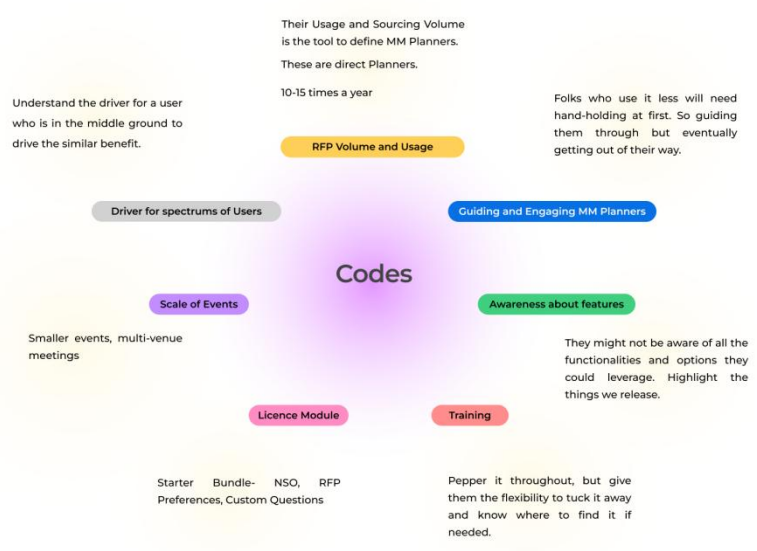 Their Usage and Sourcing Volume
is the tool to define MM Planners.
These are direct Planners.
10-15 times a year
RFP Volume and Usage
Understand the driver for a user
who is in the middle ground to
drive the similar benefit.
Driver for spectrums of Users
Folks who use it less will need
hand-holding at first. So guiding
them through but eventually
getting out of their way.
Guiding and Engaging MM Planners
Codes
Scale of Events
Smaller events, multi-venue
meetings
Awareness about features
They might not be aware of all the
functionalities and options they
could leverage. Highlight the
things we release.
Licence Module
Starter Bundle- NSO, RFP
Preferences, Custom Questions
Training
Pepper it throughout, but give
them the flexibility to tuck it away
and know where to find it if
needed.